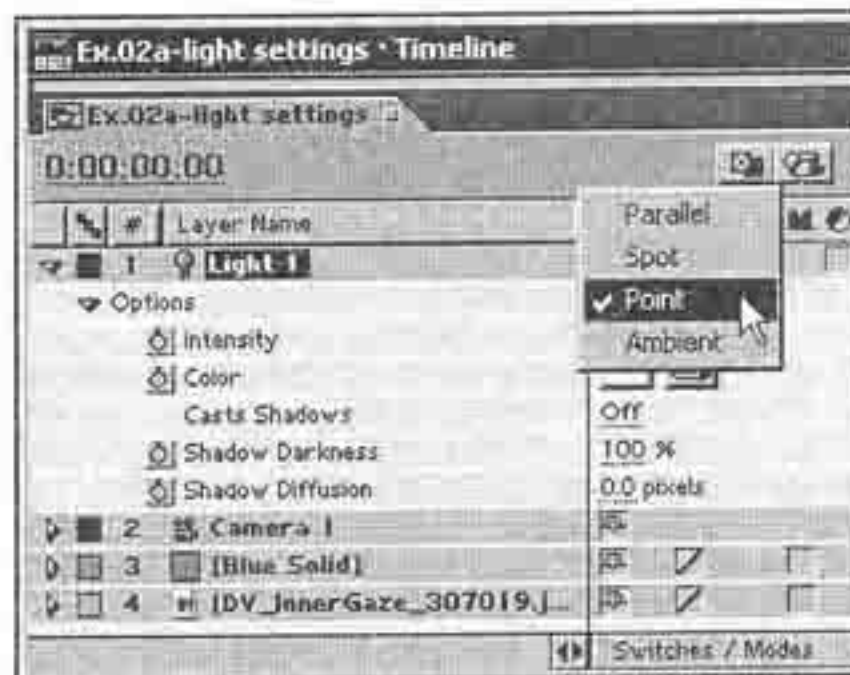 Ex.02a-light settings • Timeline
Ex.02a-light settings
0:00:00:00
# Layer Name
Parallel
M
1 Light 1
Spot
Options
Point
Intensity
Ambient
Color
Casts Shadows Off
Shadow Darkness 100 %
Shadow Diffusion 0.0 pixels
2 Camera 1
3 [Blue Solid]
4 [DV_InnerGaze_307019.j...
Switches / Modes